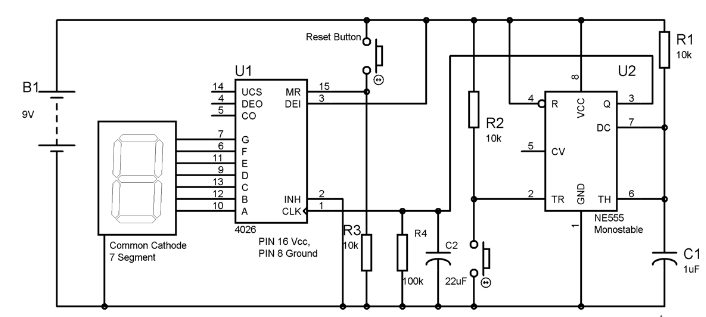 Reset Button
R1
10k
B1
9V
U1
14 UCS MR 15
4 DEO DEI 3
5 CO
7 G
6 F
11 E
9 D
13 C
12 B INH 2
10 A CLK 1
4026
PIN 16 Vcc,
PIN 8 Ground
Common Cathode
7 Segment
R3
10k
R4
100k
C2
22uF
R2
10k
U2
8
VCC
4 R Q 3
DC 7
5 CV
2 TR TH 6
GND
1
NE555
Monostable
C1
1uF